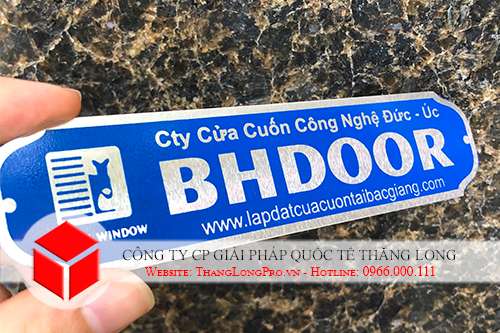 Cty Cửa Cuốn Công Nghệ Đức - Úc
BHDOOR
www.lapdatcuacuontaibacgiang.com
WINDOW
CÔNG TY CP GIẢI PHÁP QUỐC TẾ THĂNG LONG
Website: ThangLongPro.vn - Hotline: 0966.000.111